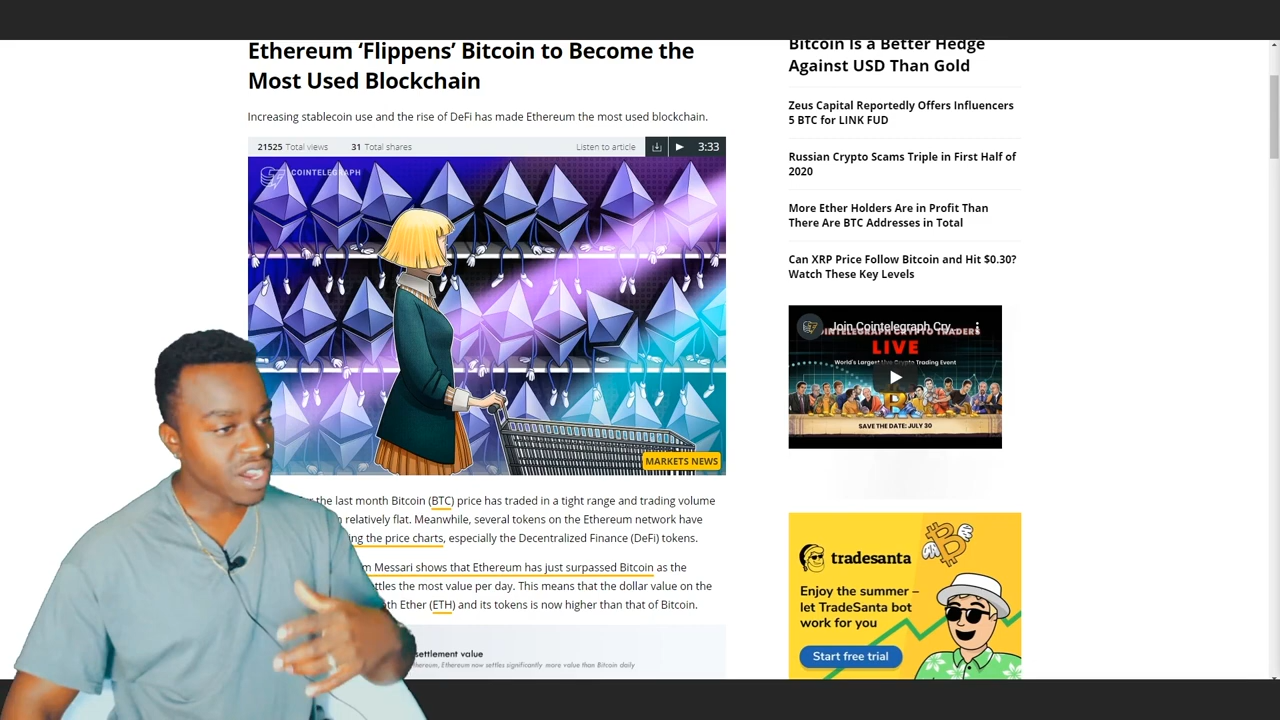 Ethereum ‘Flippens’ Bitcoin to Become the
Most Used Blockchain
Increasing stablecoin use and the rise of DeFi has made Ethereum the most used blockchain.
21525 Total views 31 Total shares Listen to article 3:33
COINTELEGRAPH
MARKETS NEWS
the last month Bitcoin (BTC) price has traded in a tight range and trading volume
relatively flat. Meanwhile, several tokens on the Ethereum network have
the price charts, especially the Decentralized Finance (DeFi) tokens.
Messari shows that Ethereum has just surpassed Bitcoin as the
the most value per day. This means that the dollar value on the
Ether (ETH) and its tokens is now higher than that of Bitcoin.
settlement value
Ethereum now settles significantly more value than Bitcoin daily
Bitcoin Is a Better Hedge
Against USD Than Gold
Zeus Capital Reportedly Offers Influencers
5 BTC for LINK FUD
Russian Crypto Scams Triple in First Half of
2020
More Ether Holders Are in Profit Than
There Are BTC Addresses in Total
Can XRP Price Follow Bitcoin and Hit $0.30?
Watch These Key Levels
Join Cointelegraph Cry...
COINTELEGRAPH CRYPTO TRADERS
LIVE
World's Largest Live Crypto Trading Event
SAVE THE DATE: JULY 30
tradesanta
Enjoy the summer –
let TradeSanta bot
work for you
Start free trial